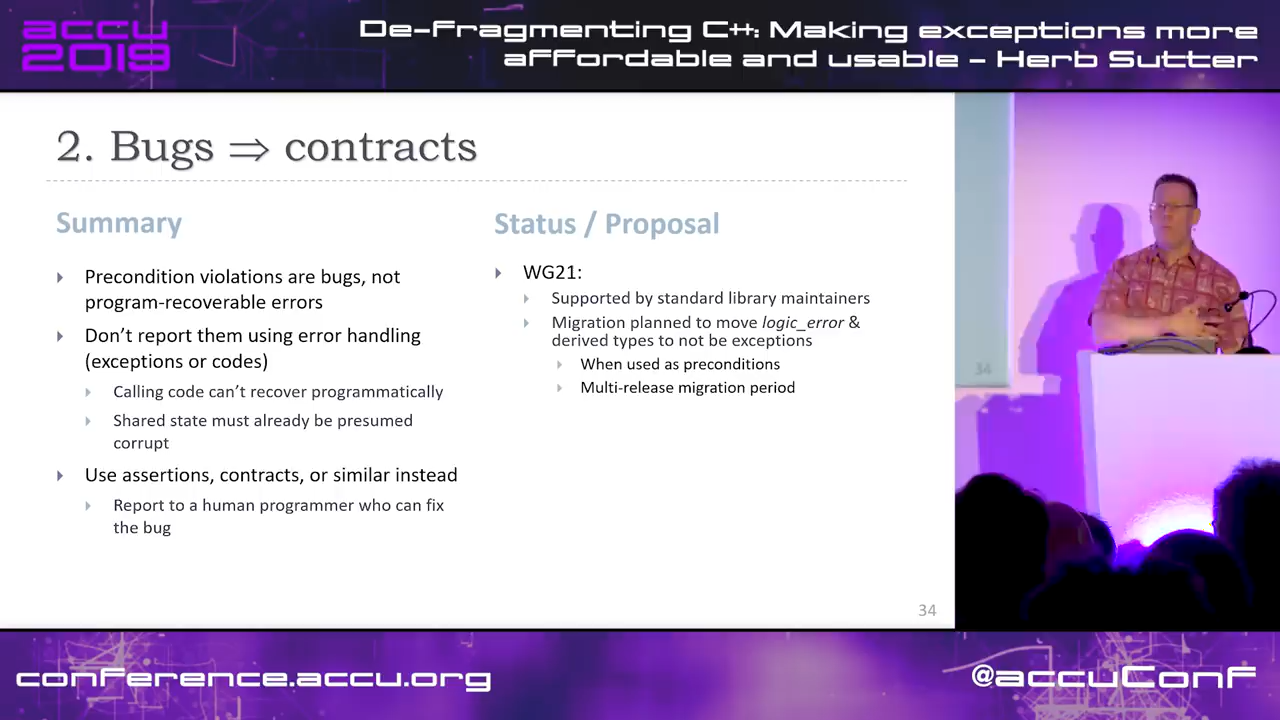 accu
2019
De-Fragmenting C++: Making exceptions more
affordable and usable - Herb Sutter
2. Bugs ⇒ contracts
Summary
Precondition violations are bugs, not
program-recoverable errors
Don't report them using error handling
(exceptions or codes)
Calling code can't recover programmatically
Shared state must already be presumed
corrupt
Use assertions, contracts, or similar instead
Report to a human programmer who can fix
the bug
Status / Proposal
WG21:
Supported by standard library maintainers
Migration planned to move logic_error &
derived types to not be exceptions
When used as preconditions
Multi-release migration period
34
34
conference.accu.org
@accuConf